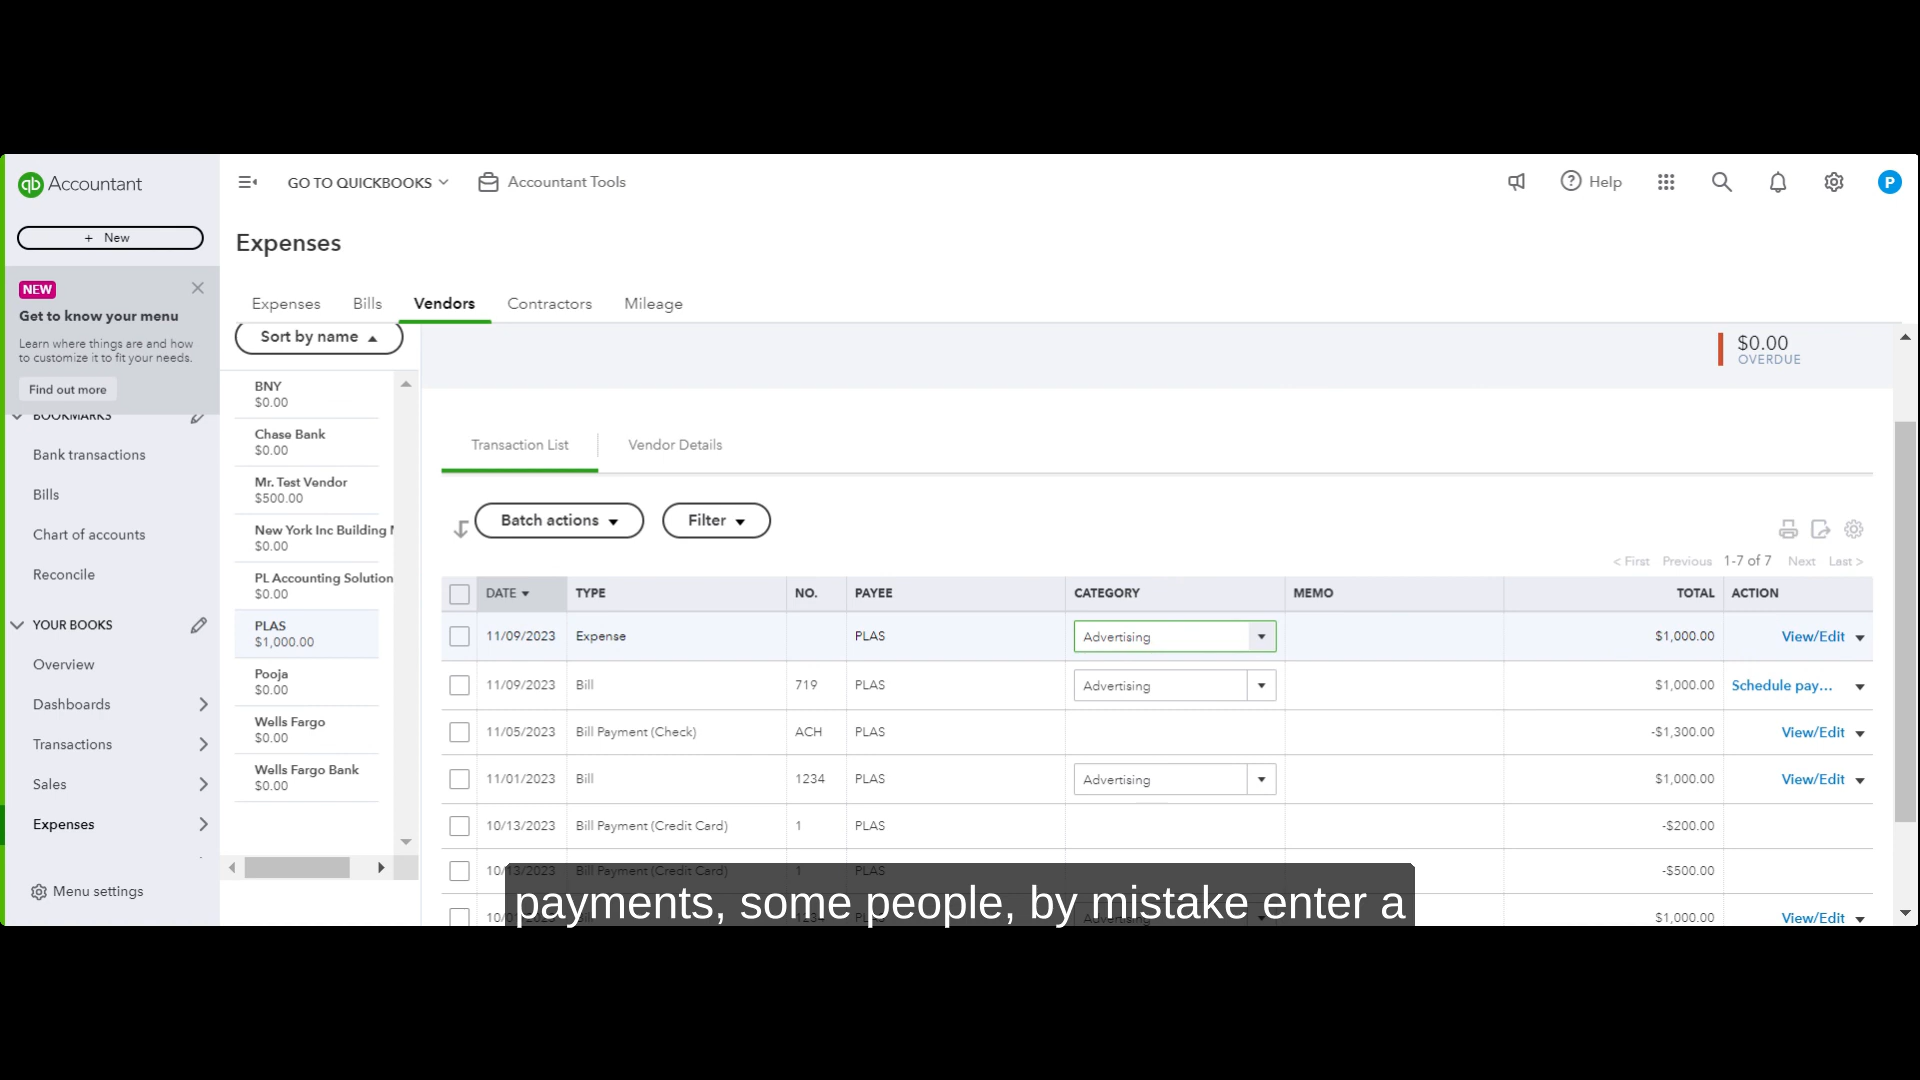 qb Accountant
GO TO QUICKBOOKS
Accountant Tools
Help
P
+ New
NEW
Get to know your menu
Learn where things are and how
to customize it to fit your needs.
Find out more
BOOKMARKS
Bank transactions
Bills
Chart of accounts
Reconcile
YOUR BOOKS
Overview
Dashboards
Transactions
Sales
Expenses
Menu settings
Expenses
Expenses
Bills
Vendors
Contractors
Mileage
Sort by name
BNY
$0.00
Chase Bank
$0.00
Mr. Test Vendor
$500.00
New York Inc Building
$0.00
PL Accounting Solution
$0.00
PLAS
$1,000.00
Pooja
$0.00
Wells Fargo
$0.00
Wells Fargo Bank
$0.00
$0.00
OVERDUE
Transaction List
Vendor Details
Batch actions
Filter
< First Previous 1-7 of 7 Next Last >
DATE TYPE NO. PAYEE CATEGORY MEMO TOTAL ACTION
11/09/2023 Expense PLAS Advertising $1,000.00 View/Edit
11/09/2023 Bill 719 PLAS Advertising $1,000.00 Schedule pay...
11/05/2023 Bill Payment (Check) ACH PLAS -$1,300.00 View/Edit
11/01/2023 Bill 1234 PLAS Advertising $1,000.00 View/Edit
10/13/2023 Bill Payment (Credit Card) 1 PLAS -$200.00
10/13/2023 Bill Payment (Credit Card) 1 -$500.00
$1,000.00 View/Edit
payments, some people, by mistake enter a